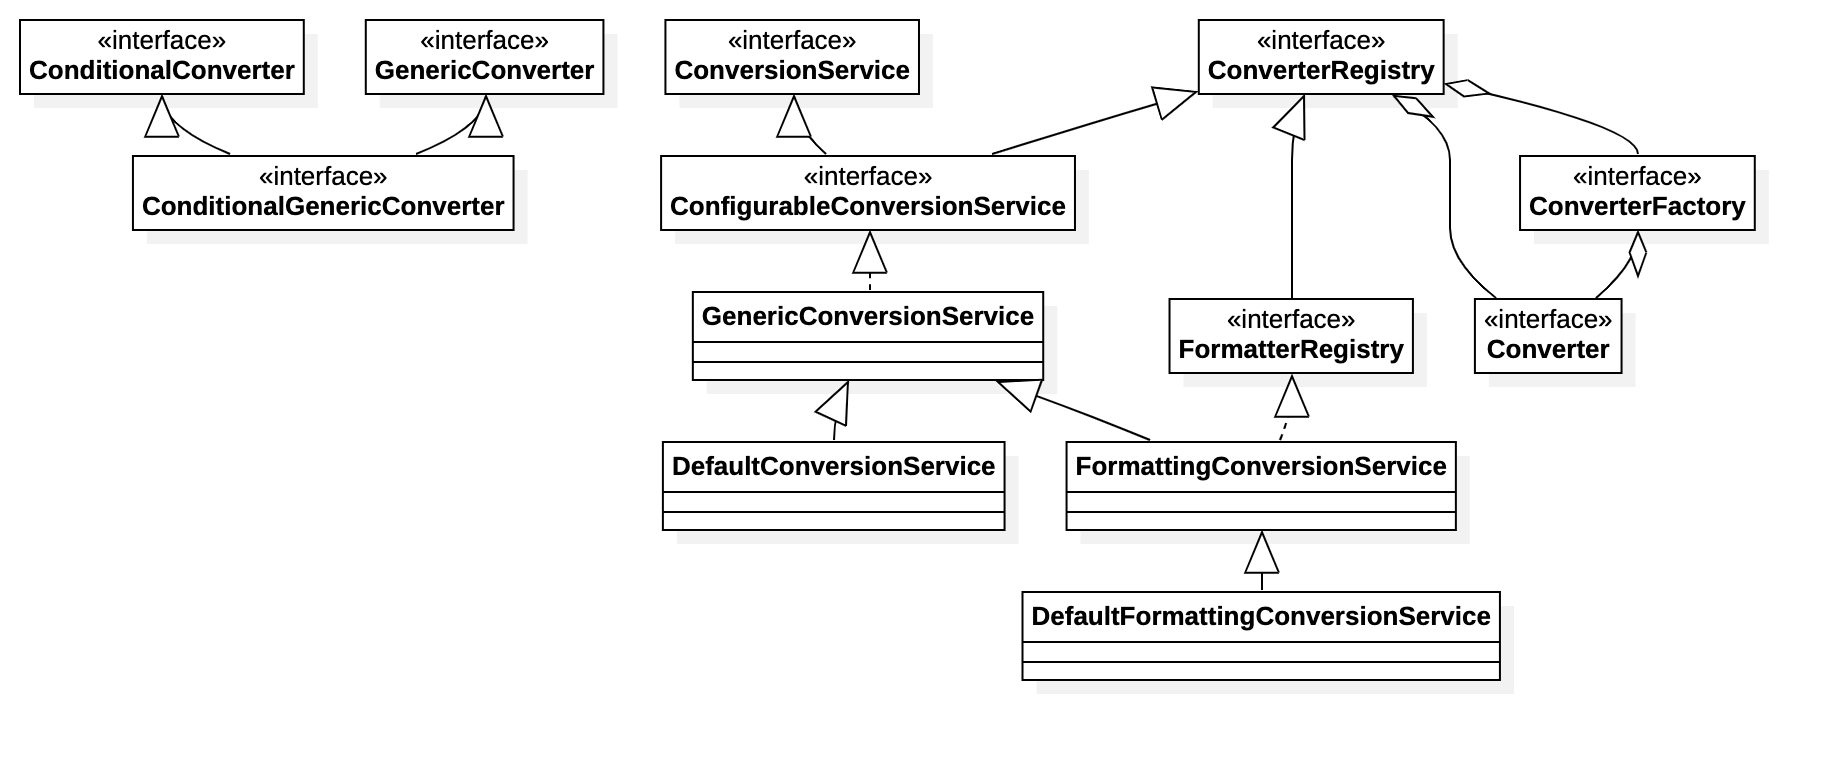 «interface»
ConditionalConverter
«interface»
GenericConverter
«interface»
ConversionService
«interface»
ConverterRegistry
«interface»
ConditionalGenericConverter
«interface»
ConfigurableConversionService
«interface»
ConverterFactory
GenericConversionService
«interface»
FormatterRegistry
«interface»
Converter
DefaultConversionService
FormattingConversionService
DefaultFormattingConversionService